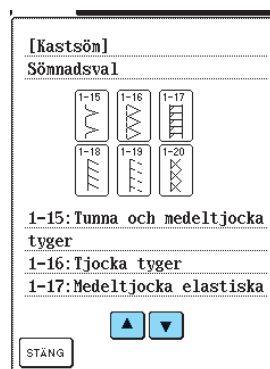 [Kastsöm]
Sömnadsval
1-15 1-16 1-17
1-18 1-19 1-20
1-15:Tunna och medeltjocka
tyger
1-16:Tjocka tyger
1-17:Medeltjocka elastiska
STÄNG